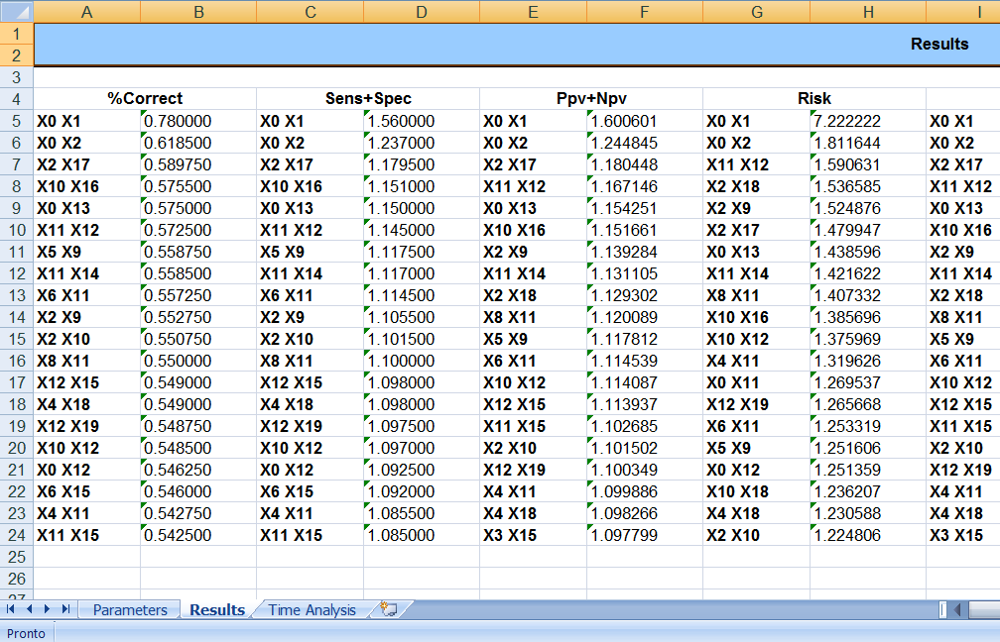 A B C D E F G H I
1 Results
2
3
4 %Correct Sens+Spec Ppv+Npv Risk
5 X0 X1 0.780000 X0 X1 1.560000 X0 X1 1.600601 X0 X1 7.222222 X0 X1
6 X0 X2 0.618500 X0 X2 1.237000 X0 X2 1.244845 X0 X2 1.811644 X0 X2
7 X2 X17 0.589750 X2 X17 1.179500 X2 X17 1.180448 X11 X12 1.590631 X2 X17
8 X10 X16 0.575500 X10 X16 1.151000 X11 X12 1.167146 X2 X18 1.536585 X11 X12
9 X0 X13 0.575000 X0 X13 1.150000 X0 X13 1.154251 X2 X9 1.524876 X0 X13
10 X11 X12 0.572500 X11 X12 1.145000 X10 X16 1.151661 X2 X17 1.479947 X10 X16
11 X5 X9 0.558750 X5 X9 1.117500 X2 X9 1.139284 X0 X13 1.438596 X2 X9
12 X11 X14 0.558500 X11 X14 1.117000 X11 X14 1.131105 X11 X14 1.421622 X11 X14
13 X6 X11 0.557250 X6 X11 1.114500 X2 X18 1.129302 X8 X11 1.407332 X2 X18
14 X2 X9 0.552750 X2 X9 1.105500 X8 X11 1.120089 X10 X16 1.385696 X8 X11
15 X2 X10 0.550750 X2 X10 1.101500 X5 X9 1.117812 X10 X12 1.375969 X5 X9
16 X8 X11 0.550000 X8 X11 1.100000 X6 X11 1.114539 X4 X11 1.319626 X6 X11
17 X12 X15 0.549000 X12 X15 1.098000 X10 X12 1.114087 X0 X11 1.269537 X10 X12
18 X4 X18 0.549000 X4 X18 1.098000 X12 X15 1.113937 X12 X19 1.265668 X12 X15
19 X12 X19 0.548750 X12 X19 1.097500 X11 X15 1.102685 X6 X11 1.253319 X11 X15
20 X10 X12 0.548500 X10 X12 1.097000 X2 X10 1.101502 X5 X9 1.251606 X2 X10
21 X0 X12 0.546250 X0 X12 1.092500 X12 X19 1.100349 X0 X12 1.251359 X12 X19
22 X6 X15 0.546000 X6 X15 1.092000 X4 X11 1.099886 X10 X18 1.236207 X4 X11
23 X4 X11 0.542750 X4 X11 1.085500 X4 X18 1.098266 X4 X18 1.230588 X4 X18
24 X11 X15 0.542500 X11 X15 1.085000 X3 X15 1.097799 X2 X10 1.224806 X3 X15
25
26
27
Parameters Results Time Analysis
Pronto